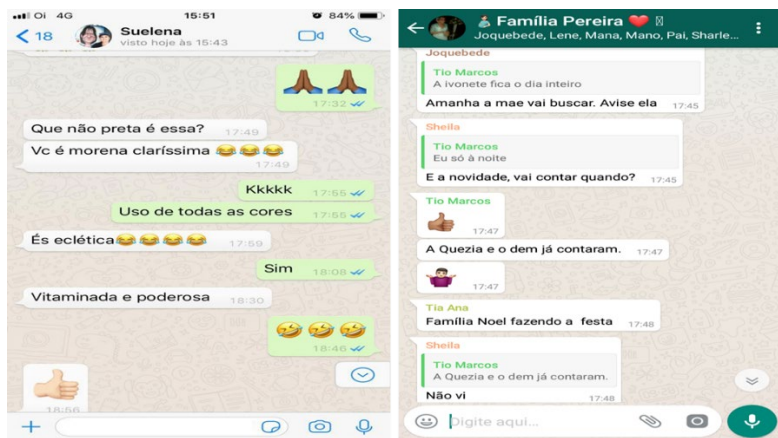 Oi 4G 15:51 84%
18 Suelena
visto hoje às 15:43
🙏🏾🙏🏾
17:32
Que não preta é essa? 17:49
Vc é morena claríssima 😂😂😂
17:49
Kkkkk 17:55
Uso de todas as cores 17:55
És eclética😂😂😂😂 17:59
Sim 18:08
Vitaminada e poderosa 18:30
🤣🤣🤣
18:46
👍🏻
18:56
🎄 Família Pereira ❤️
Joquebede, Lene, Mana, Mano, Pai, Sharle...
Joquebede
Tio Marcos
A ivonete fica o dia inteiro
Amanha a mae vai buscar. Avise ela 17:45
Sheila
Tio Marcos
Eu só à noite
E a novidade, vai contar quando? 17:45
Tio Marcos
👍🏽
17:47
A Quezia e o dem já contaram. 17:47
🤷🏻‍♂️
17:47
Tia Ana
Família Noel fazendo a festa 17:48
Sheila
Tio Marcos
A Quezia e o dem já contaram.
Não vi 17:48
Digite aqui...